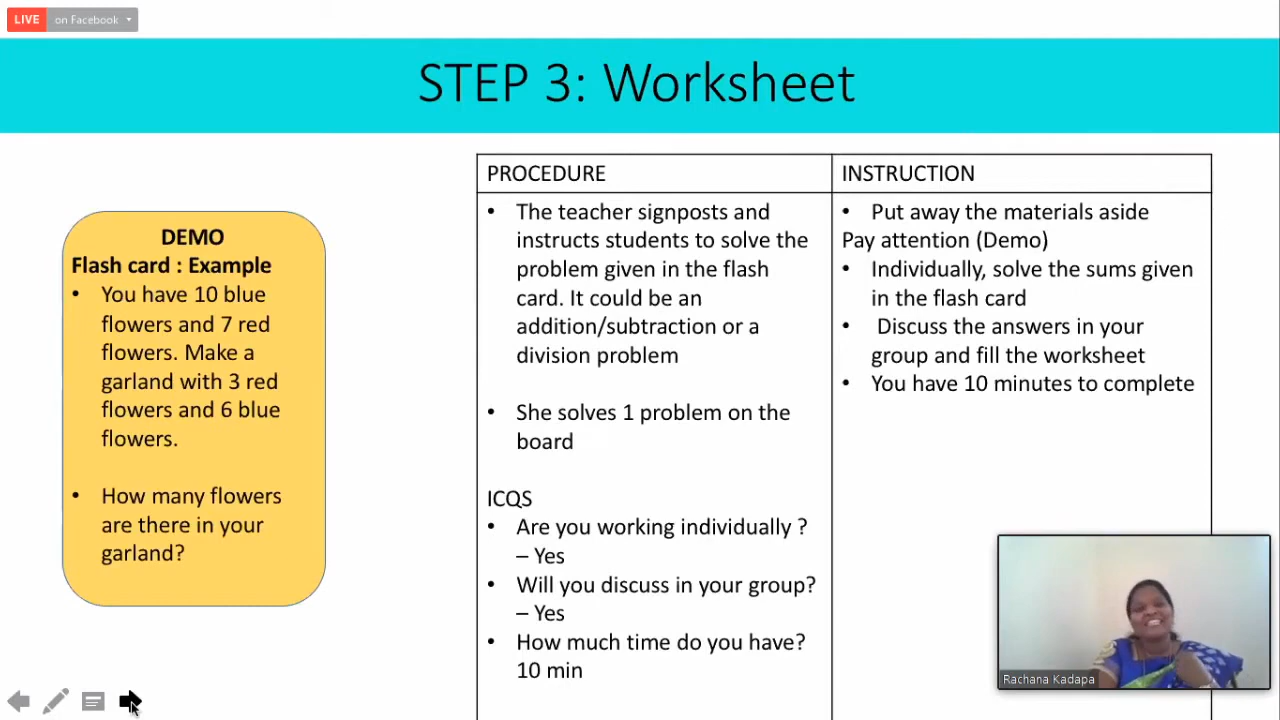 LIVE on Facebook
STEP 3: Worksheet
DEMO
Flash card : Example
• You have 10 blue
flowers and 7 red
flowers. Make a
garland with 3 red
flowers and 6 blue
flowers.
• How many flowers
are there in your
garland?
PROCEDURE
• The teacher signposts and
instructs students to solve the
problem given in the flash
card. It could be an
addition/subtraction or a
division problem
• She solves 1 problem on the
board
ICQS
• Are you working individually ?
– Yes
• Will you discuss in your group?
– Yes
• How much time do you have?
10 min
INSTRUCTION
• Put away the materials aside
Pay attention (Demo)
• Individually, solve the sums given
in the flash card
• Discuss the answers in your
group and fill the worksheet
• You have 10 minutes to complete
Rachana Kadapa